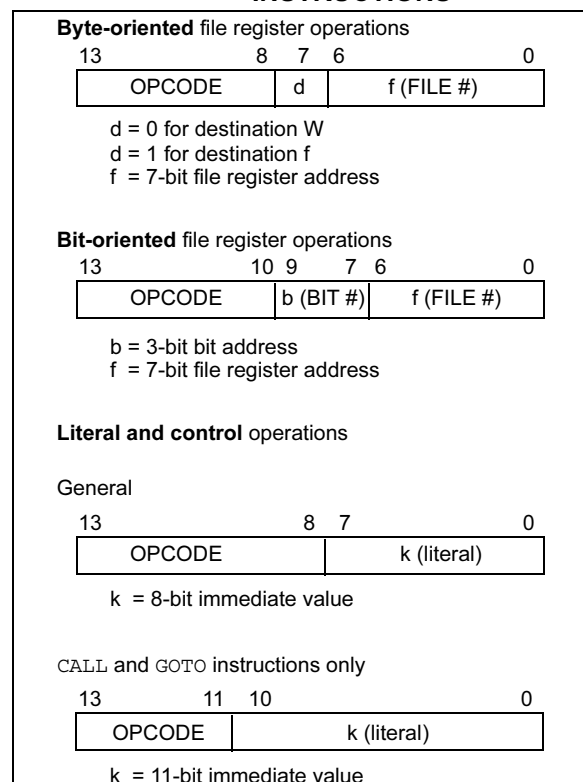 INSTRUCTIONS
Byte-oriented file register operations
13 8 7 6 0
OPCODE d f (FILE #)
d = 0 for destination W
d = 1 for destination f
f = 7-bit file register address
Bit-oriented file register operations
13 10 9 7 6 0
OPCODE b (BIT #) f (FILE #)
b = 3-bit bit address
f = 7-bit file register address
Literal and control operations
General
13 8 7 0
OPCODE k (literal)
k = 8-bit immediate value
CALL and GOTO instructions only
13 11 10 0
OPCODE k (literal)
k = 11-bit immediate value